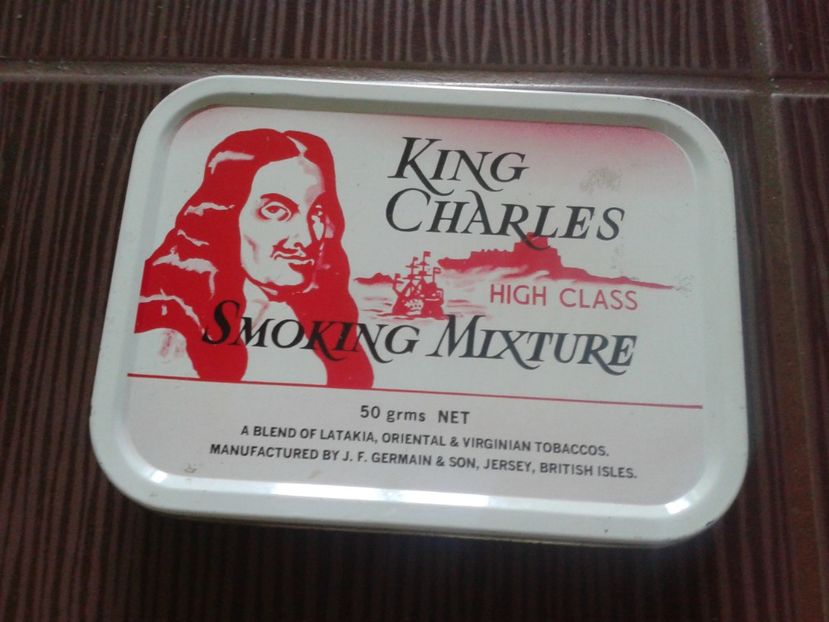 KING
CHARLES
HIGH CLASS
SMOKING MIXTURE
50 grms NET
A BLEND OF LATAKIA, ORIENTAL & VIRGINIAN TOBACCOS.
MANUFACTURED BY J. F. GERMAIN & SON, JERSEY, BRITISH ISLES.